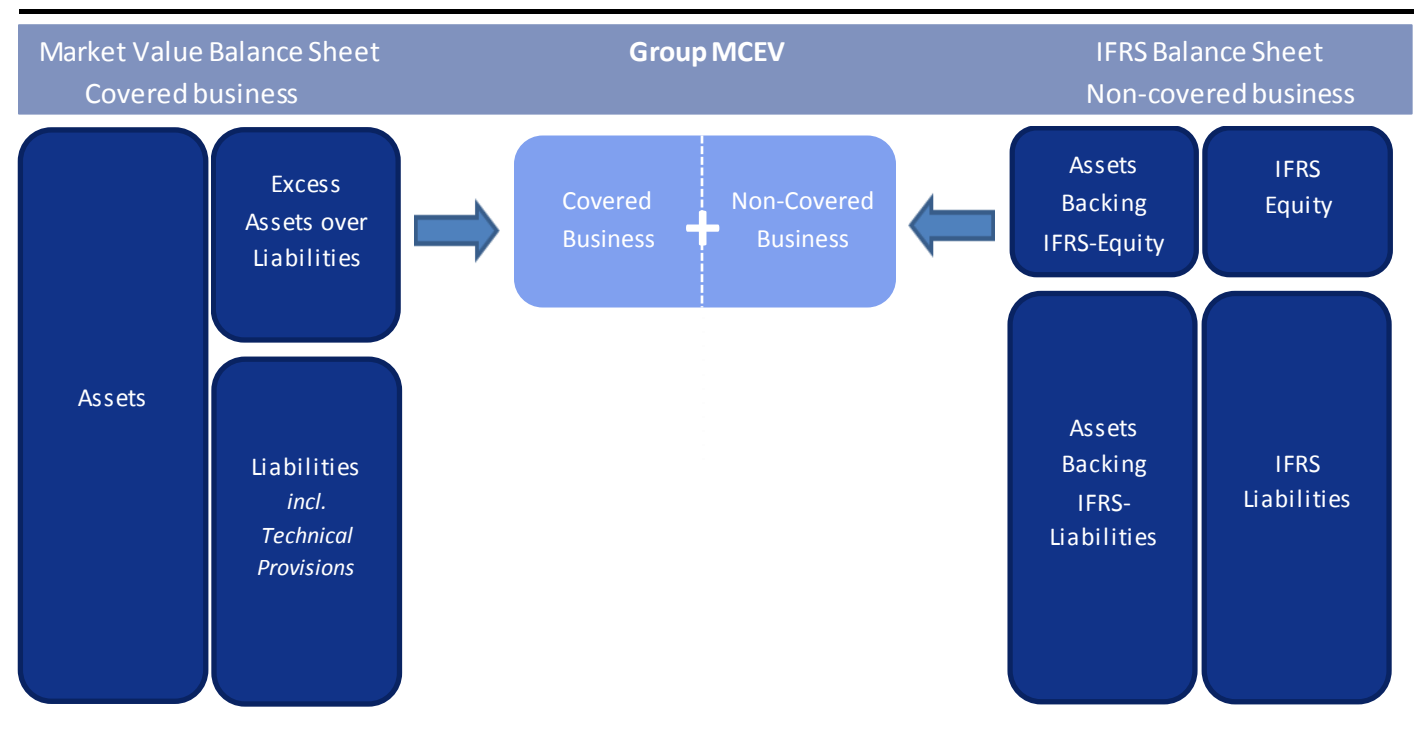 Market Value Balance Sheet
Covered business
Group MCEV
IFRS Balance Sheet
Non-covered business
Assets
Excess
Assets over
Liabilities
Liabilities
incl.
Technical
Provisions
Covered
Business
+
Non-Covered
Business
Assets
Backing
IFRS-Equity
IFRS
Equity
Assets
Backing
IFRS-
Liabilities
IFRS
Liabilities